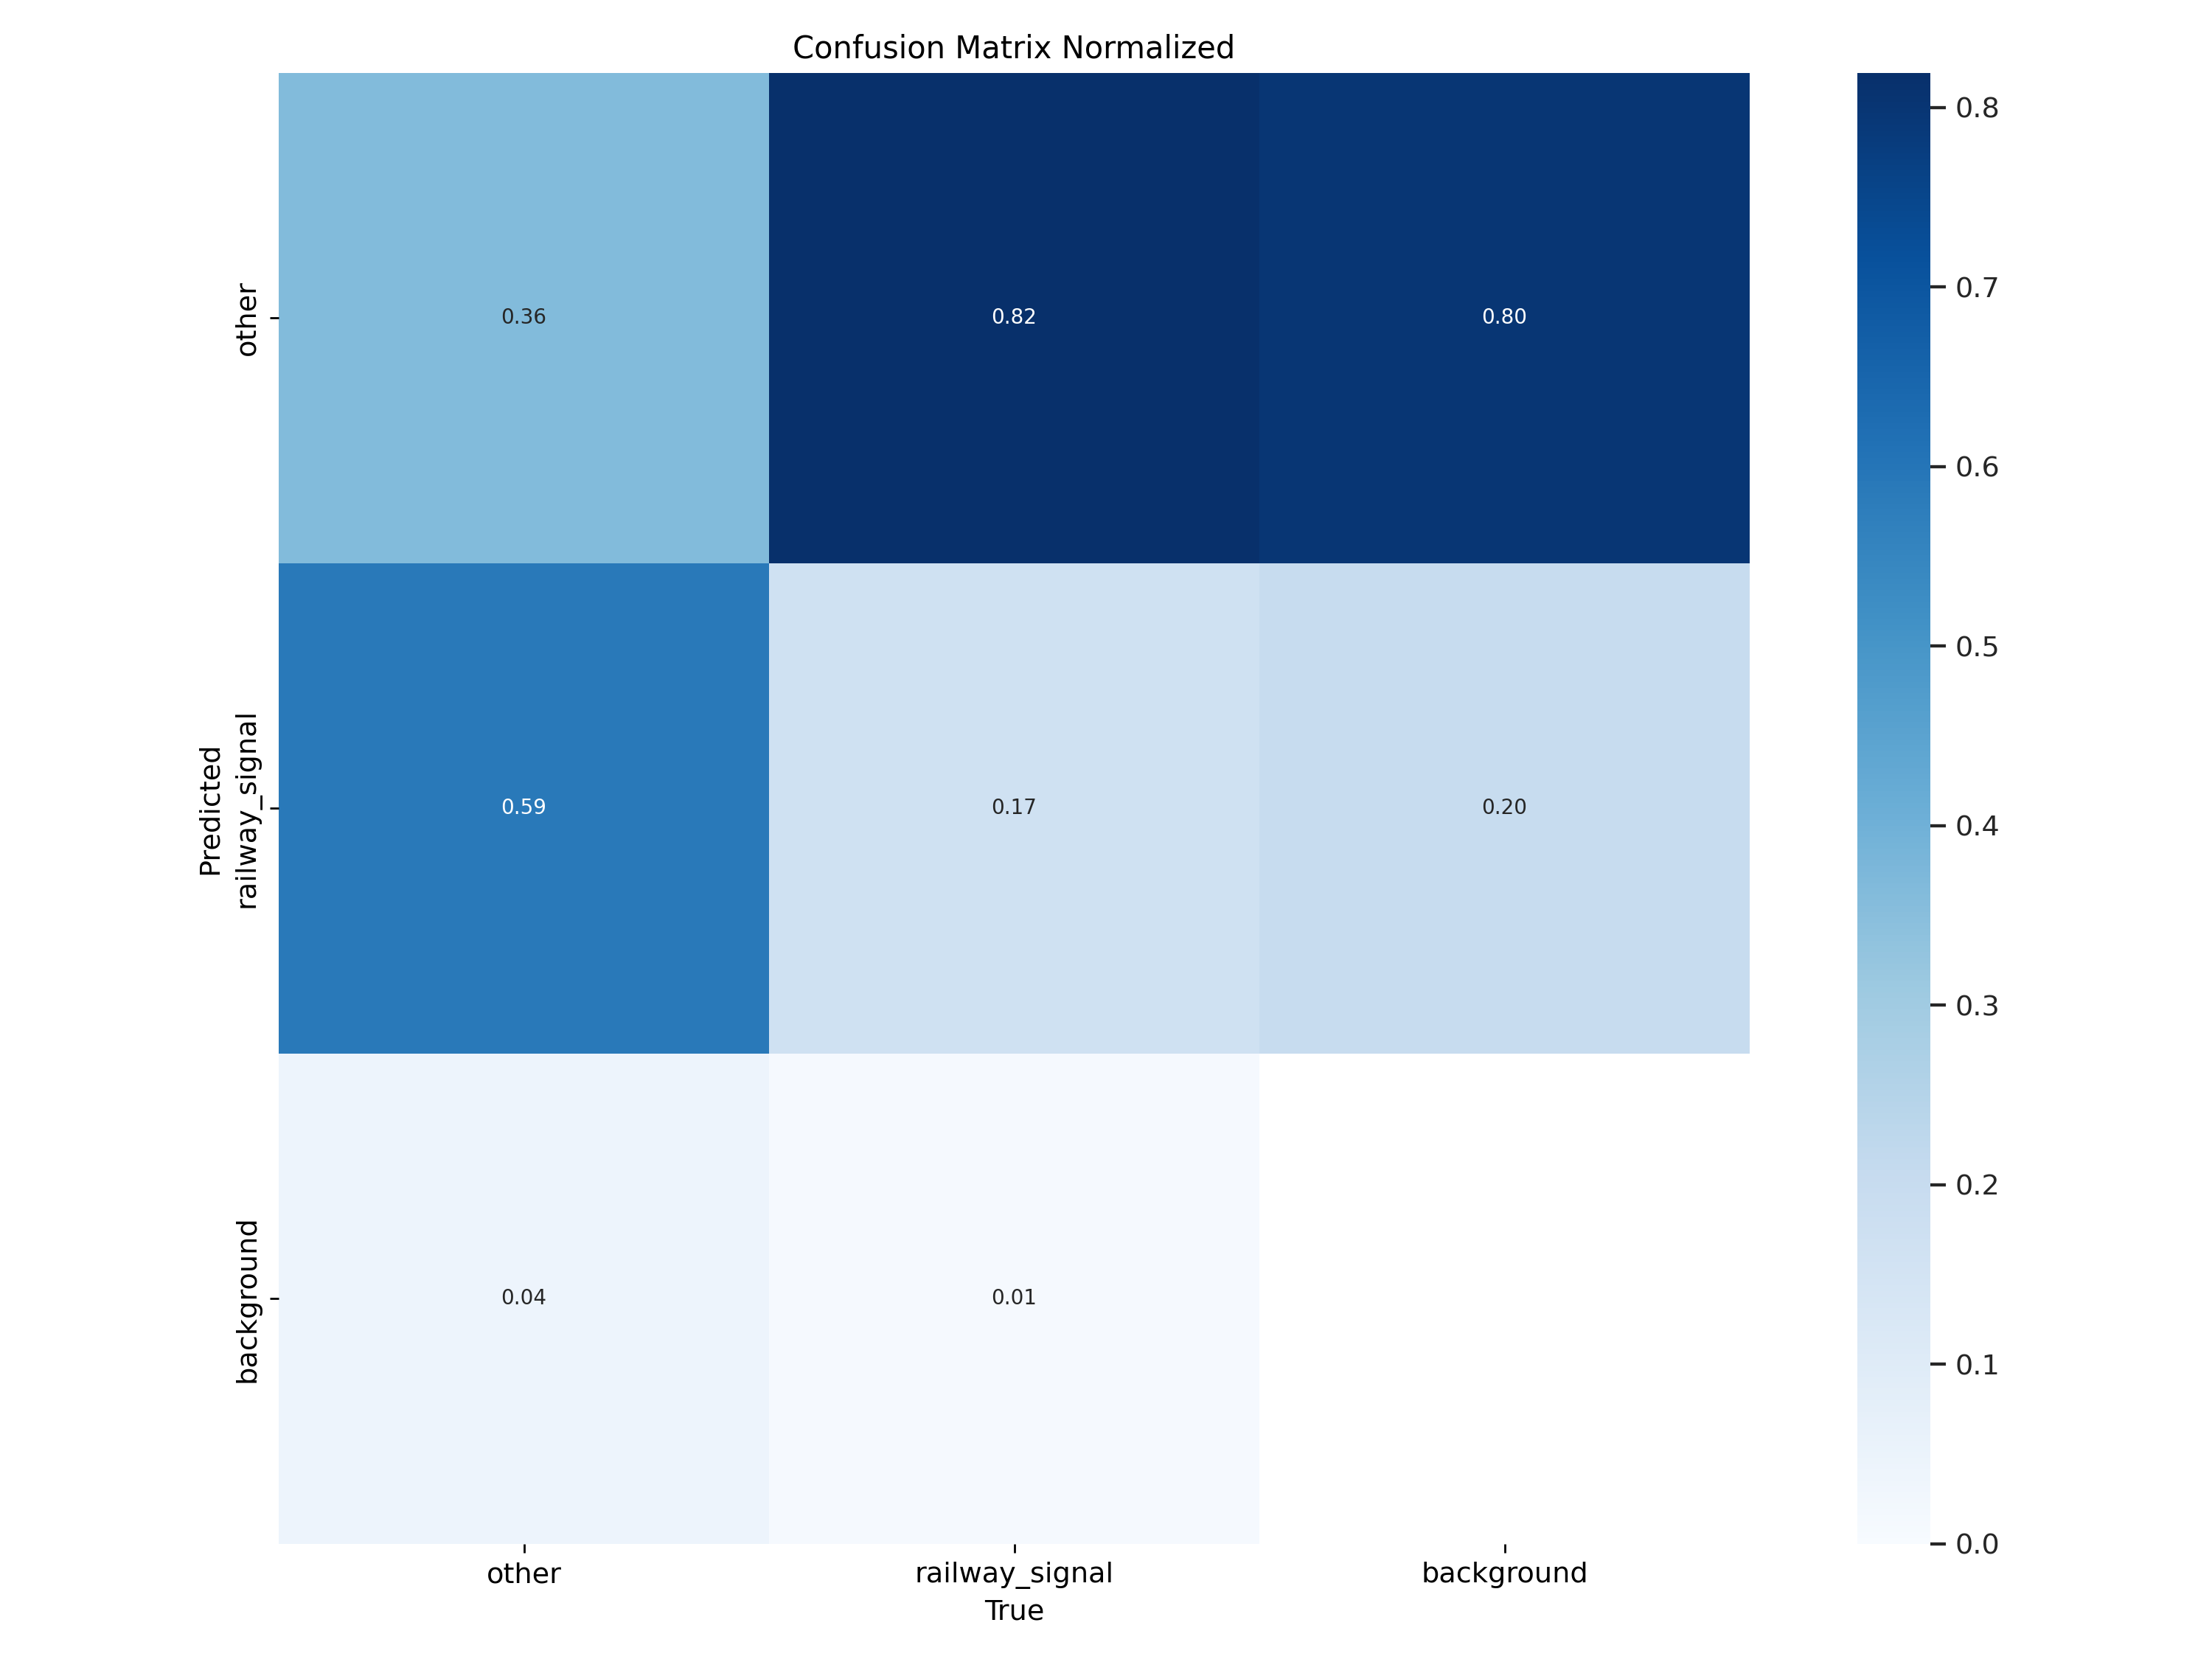 Confusion Matrix Normalized
other
0.36
0.82
0.80
Predicted
railway_signal
0.59
0.17
0.20
background
0.04
0.01
other
railway_signal
background
True
0.8
0.7
0.6
0.5
0.4
0.3
0.2
0.1
0.0